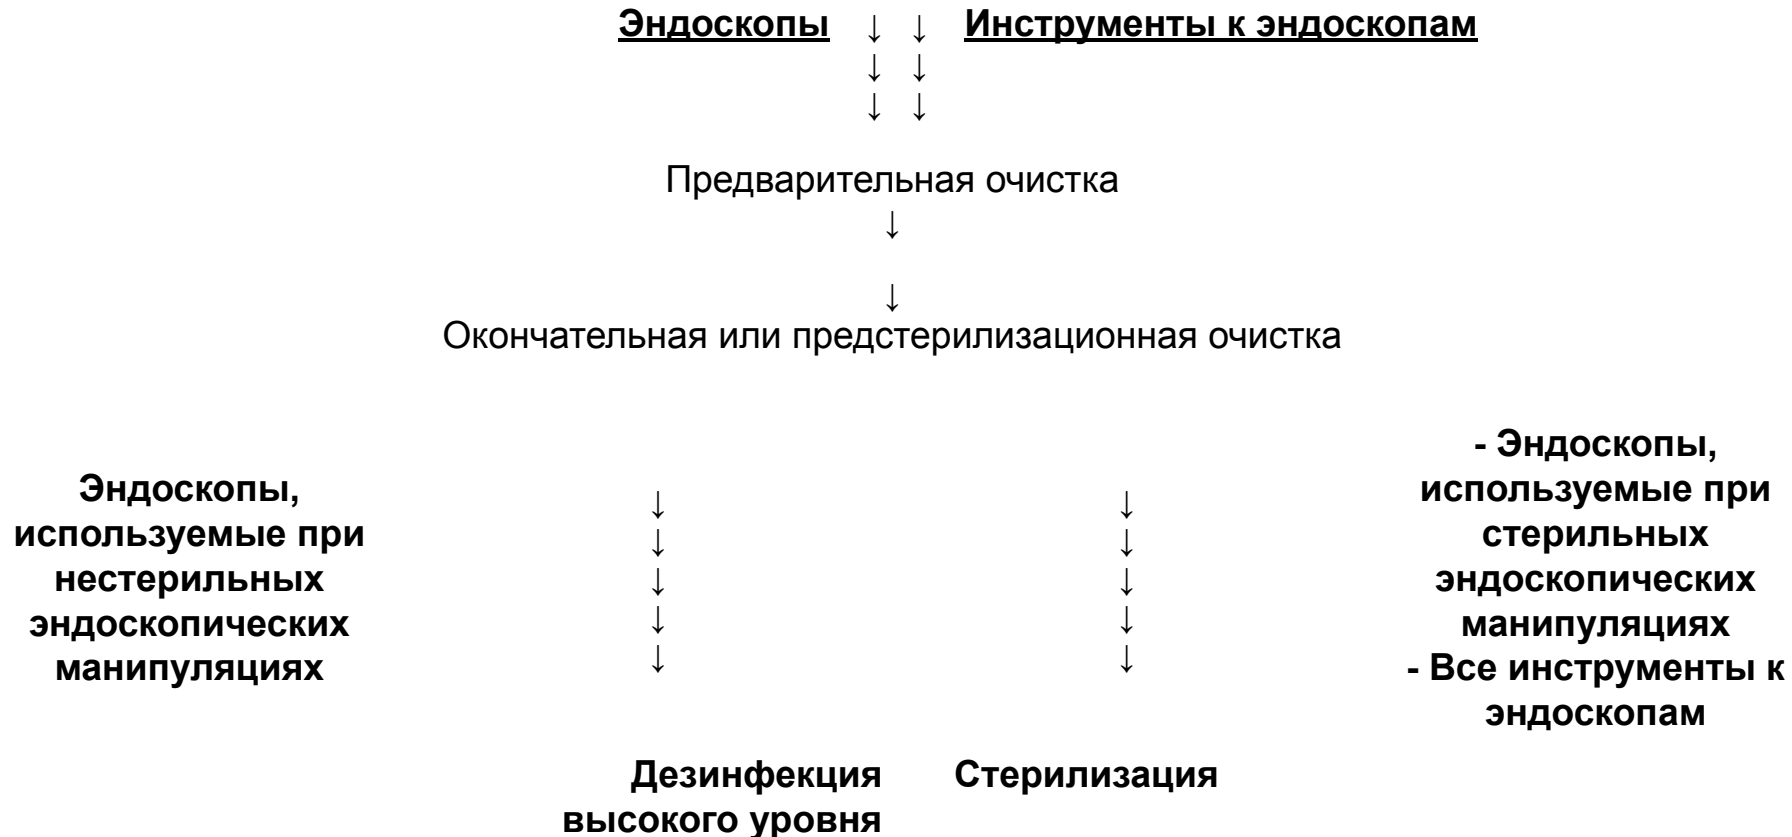 Эндоскопы ↓ ↓ Инструменты к эндоскопам
↓ ↓
↓ ↓
Предварительная очистка
↓
↓
Окончательная или предстерилизационная очистка
Эндоскопы,
используемые при
нестерильных
эндоскопических
манипуляциях
↓
↓
↓
↓
↓
↓
↓
↓
↓
↓
- Эндоскопы,
используемые при
стерильных
эндоскопических
манипуляциях
- Все инструменты к
эндоскопам
Дезинфекция
высокого уровня
Стерилизация